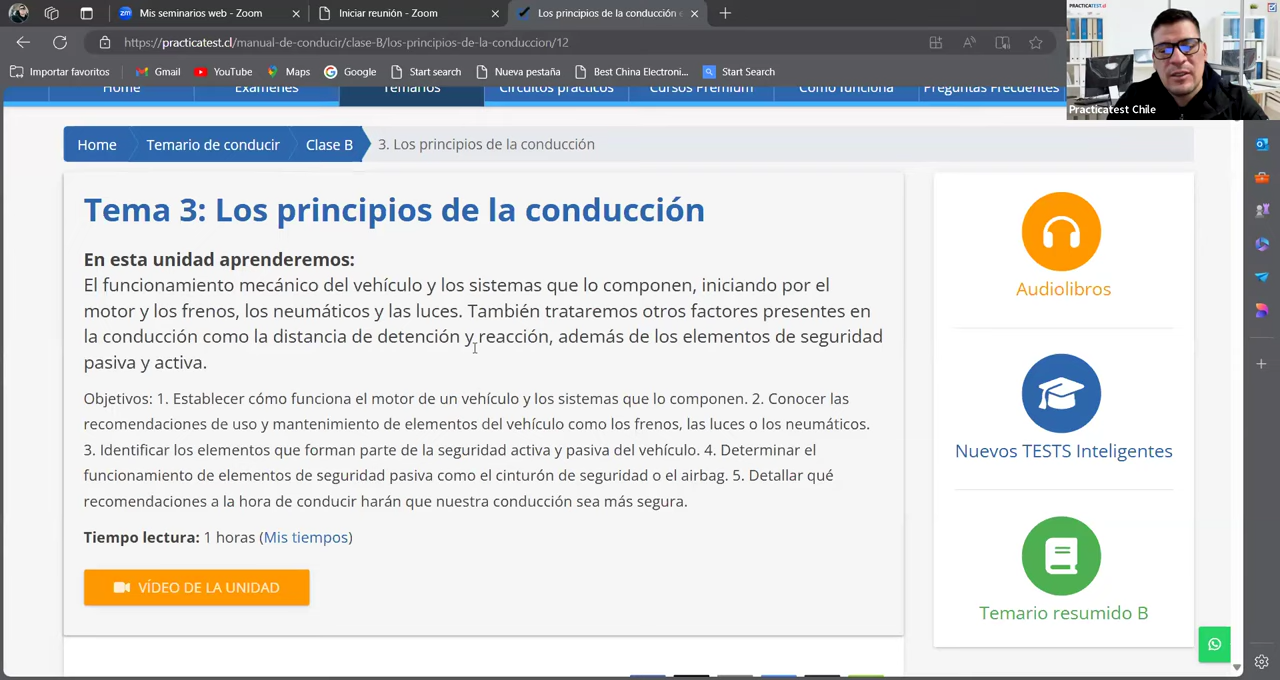 Mis seminarios web - Zoom
Iniciar reunión - Zoom
Los principios de la conducción
https://practicatest.cl/manual-de-conducir/clase-B/los-principios-de-la-conduccion/12
Importar favoritos
Gmail
YouTube
Maps
Google
Start search
Nueva pestaña
Best China Electroni...
Start Search
PRACTICATEST.cl
Practicatest Chile
Home
Exámenes
Temarios
Circuitos prácticos
Cursos Premium
Cómo funciona
Preguntas Frecuentes
Home
Temario de conducir
Clase B
3. Los principios de la conducción
Tema 3: Los principios de la conducción
En esta unidad aprenderemos:
El funcionamiento mecánico del vehículo y los sistemas que lo componen, iniciando por el
motor y los frenos, los neumáticos y las luces. También trataremos otros factores presentes en
la conducción como la distancia de detención y reacción, además de los elementos de seguridad
pasiva y activa.
Objetivos: 1. Establecer cómo funciona el motor de un vehículo y los sistemas que lo componen. 2. Conocer las
recomendaciones de uso y mantenimiento de elementos del vehículo como los frenos, las luces o los neumáticos.
3. Identificar los elementos que forman parte de la seguridad activa y pasiva del vehículo. 4. Determinar el
funcionamiento de elementos de seguridad pasiva como el cinturón de seguridad o el airbag. 5. Detallar qué
recomendaciones a la hora de conducir harán que nuestra conducción sea más segura.
Tiempo lectura: 1 horas (Mis tiempos)
VÍDEO DE LA UNIDAD
Audiolibros
Nuevos TESTS Inteligentes
Temario resumido B